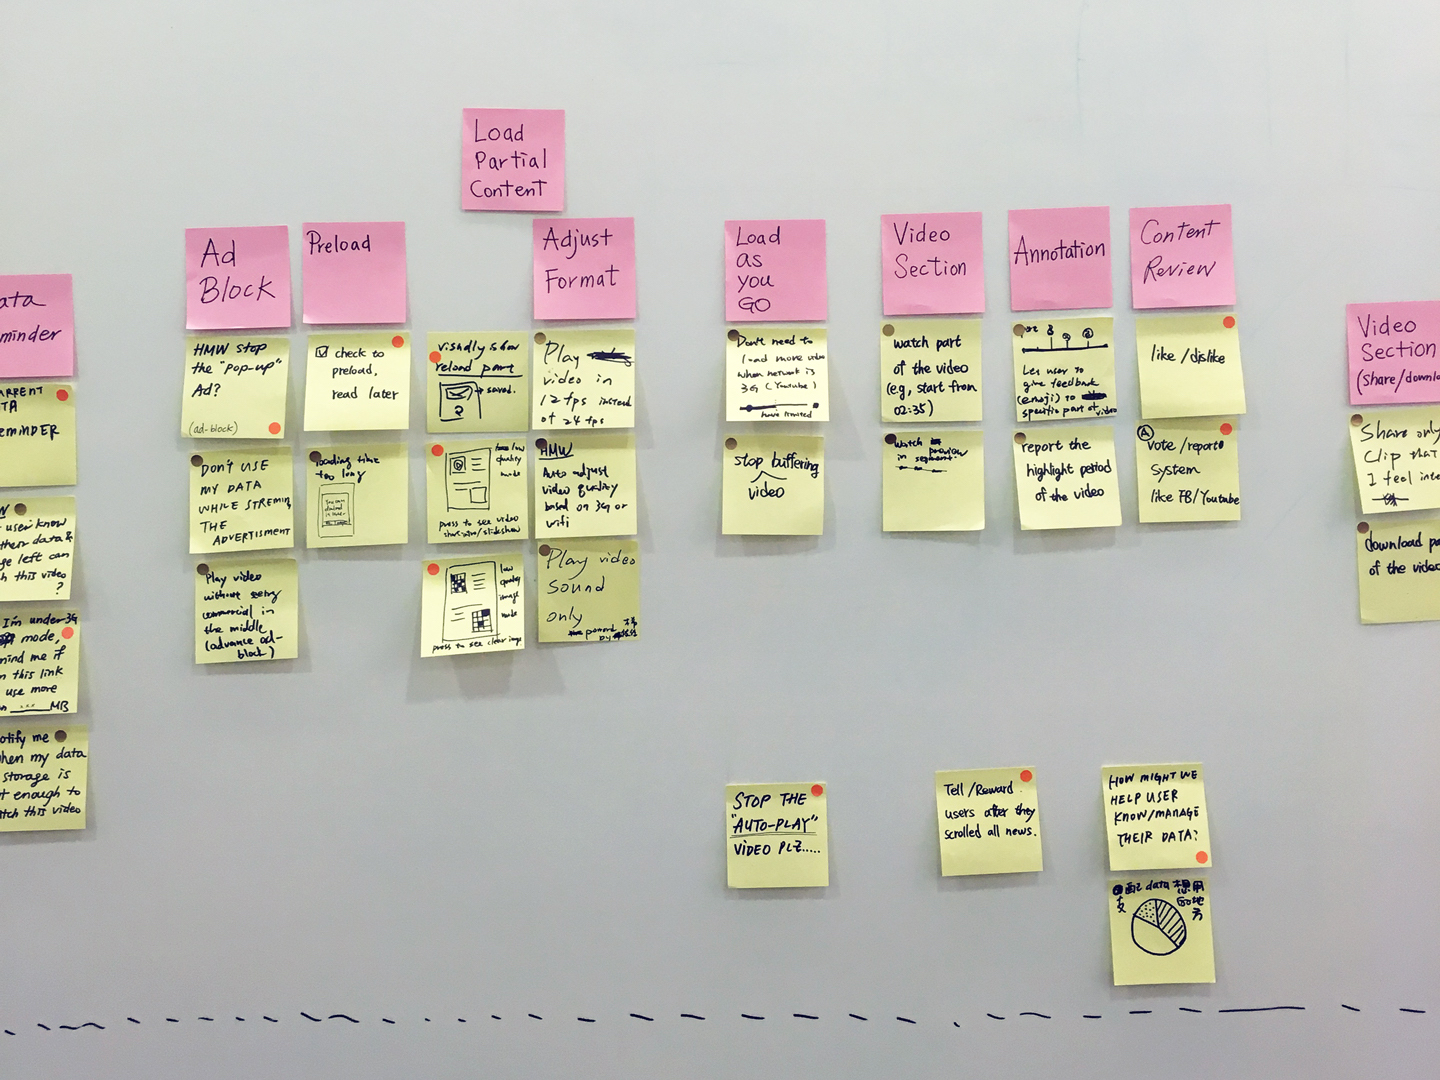 Load
Partial
Content
Ad
Block
Preload
Adjust
Format
Load
as
you
GO
Video
Section
Annotation
Content
Review
ata
minder
Video
Section
(share/downlo
HMW stop
the "pop-up"
Ad?
(ad-block)
DON'T USE
MY DATA
WHILE STREMIN
THE
ADVERTISMENT
Play video
without
commercial in
the middle
(advance ad-
block)
check to
preload,
read later
loading time
too long
visually show
reload part
saved.
?
quality
mode
press to see video
/slideshow
low
quality
image
mode
press to see clear image
Play
video in
12 fps instead
of 24 fps
HMW
Auto adjust
video quality
based on 3G or
wifi
Play video
sound
only
Don't need to
load more video
when network is
3G (Youtube)
have limited
stop buffering
video
watch part
of the video
(eg, start from
02:35)
watch
preview
in segment.
Let user to
give feedback
(emoji) to
specific part of video
report the
highlight period
of the video
like /dislike
A
vote /report
system
like FB/Youtube
URRENT
TA
EMINDER
user know
their data &
ge left can
h this video
?
I'm under 3G
mode,
mind me if
n this link
use more
n ___ MB
otify me
hen my data
storage is
t enough to
tch this video
Share only
Clip that
I feel inte
download pa
of the video
STOP THE
"AUTO-PLAY"
VIDEO PLZ.....
Tell /Reward
users after they
scrolled all news.
HOW MIGHT WE
HELP USER
KNOW/MANAGE
THEIR DATA?
配 data 想用
的地
方